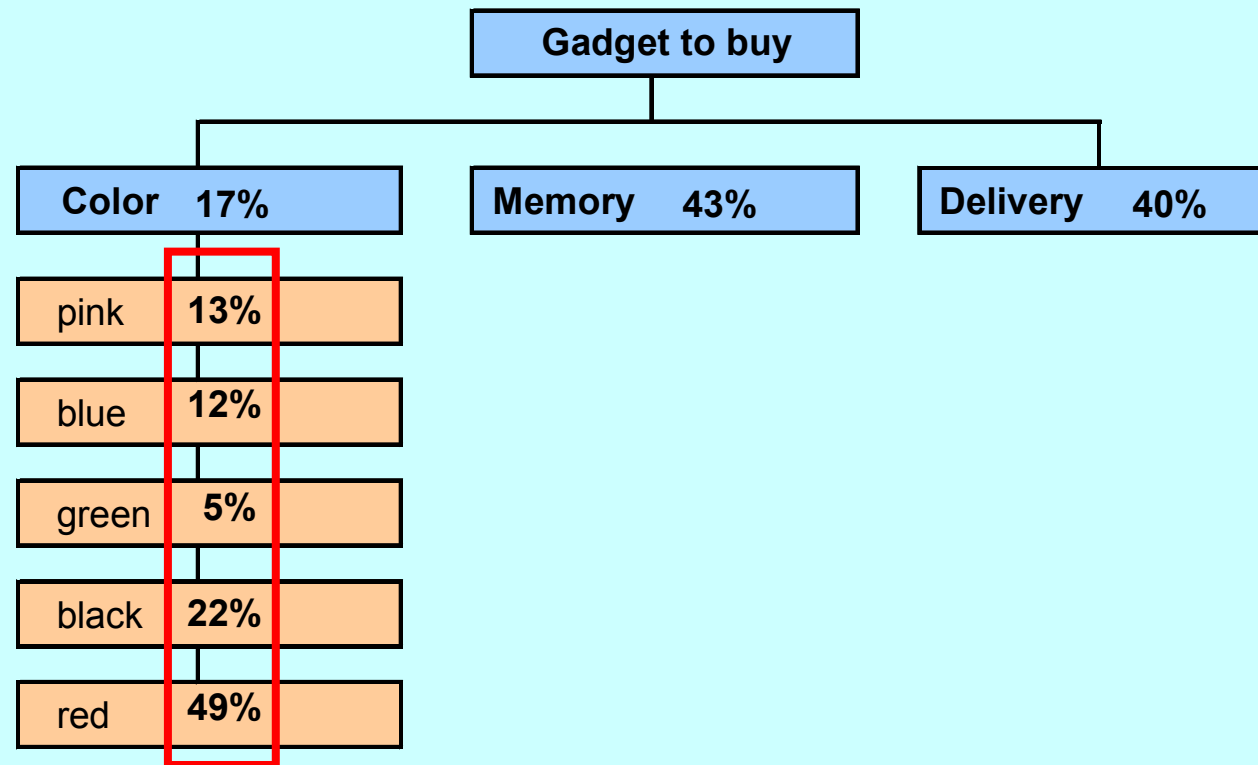 Gadget to buy
Color 17%
Memory 43%
Delivery 40%
pink 13%
blue 12%
green 5%
black 22%
red 49%